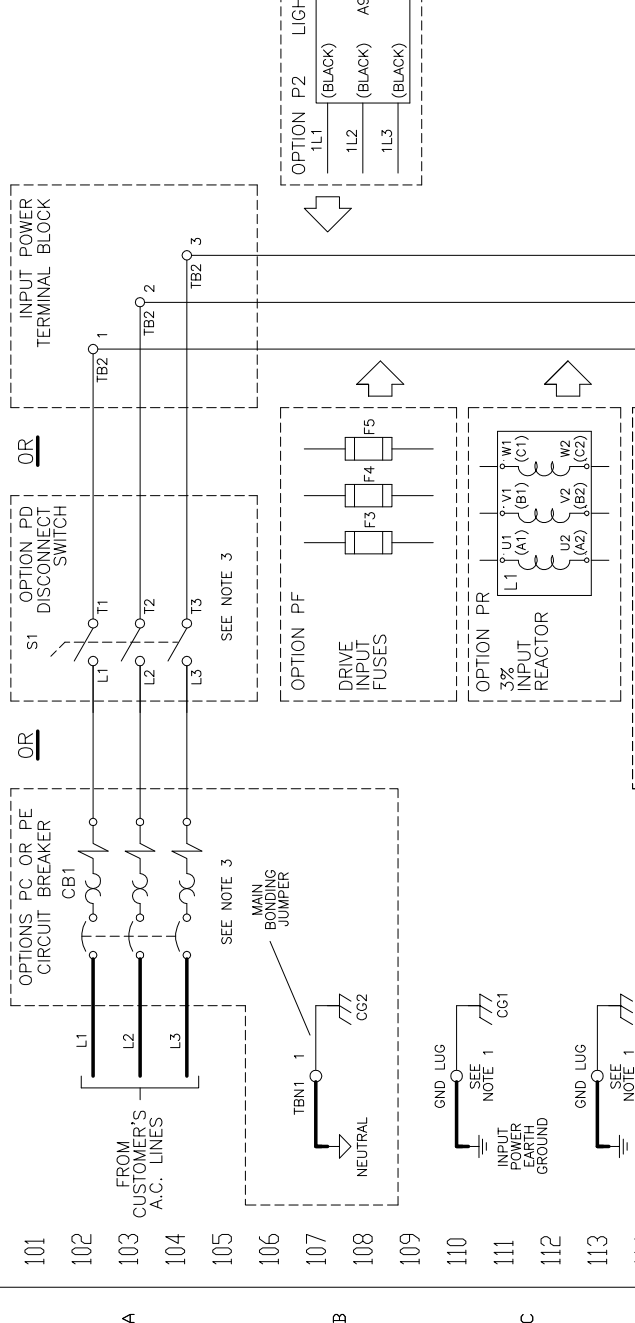 101
102
103
104
105
106
107
108
109
110
111
112
113
A
B
C
FROM
CUSTOMER'S
A.C. LINES
L1
L2
L3
OPTIONS PC OR PE
CIRCUIT BREAKER
CB1
SEE NOTE 3
MAIN
BONDING
JUMPER
TBN1
1
CG2
NEUTRAL
OR
OPTION PD
DISCONNECT
SWITCH
S1
L1
L2
L3
T1
T2
T3
SEE NOTE 3
OR
INPUT POWER
TERMINAL BLOCK
TB2
1
TB2
2
TB2
3
OPTION P2
1L1
(BLACK)
1L2
(BLACK)
1L3
(BLACK)
OPTION PF
DRIVE
INPUT
FUSES
F3
F4
F5
OPTION PR
3%
INPUT
REACTOR
L1
U1
(A1)
V1
(B1)
W1
(C1)
U2
(A2)
V2
(B2)
W2
(C2)
GND LUG
SEE
NOTE 1
CG1
INPUT
POWER
EARTH
GROUND
GND LUG
SEE
NOTE 1